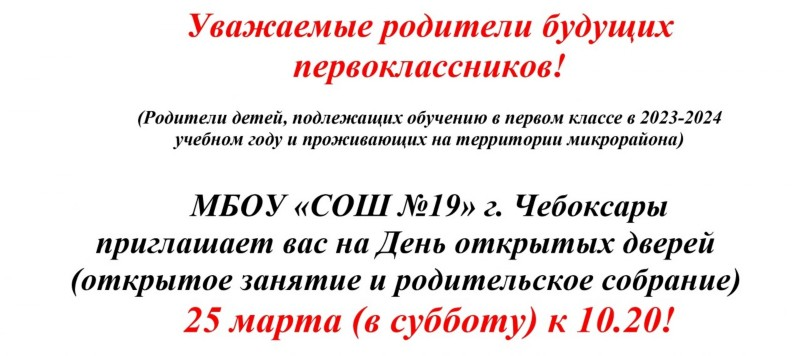 Уважаемые родители будущих
первоклассников!
(Родители детей, подлежащих обучению в первом классе в 2023-2024
учебном году и проживающих на территории микрорайона)
МБОУ «СОШ №19» г. Чебоксары
приглашает вас на День открытых дверей
(открытое занятие и родительское собрание)
25 марта (в субботу) к 10.20!